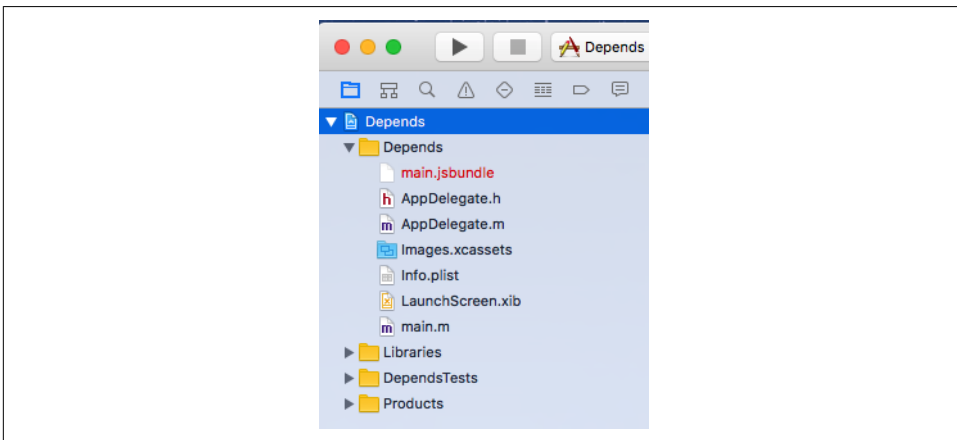 Depends
Depends
Depends
main.jsbundle
h AppDelegate.h
m AppDelegate.m
Images.xcassets
Info.plist
LaunchScreen.xib
m main.m
Libraries
DependsTests
Products